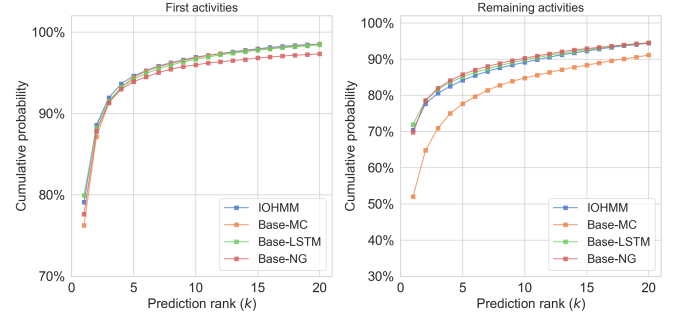 First activities
100%
90%
80%
70%
Cumulative probability
0
5
10
15
20
Prediction rank (k)
IOHMM
Base-MC
Base-LSTM
Base-NG
Remaining activities
100%
90%
80%
70%
60%
50%
40%
30%
Cumulative probability
0
5
10
15
20
Prediction rank (k)
IOHMM
Base-MC
Base-LSTM
Base-NG